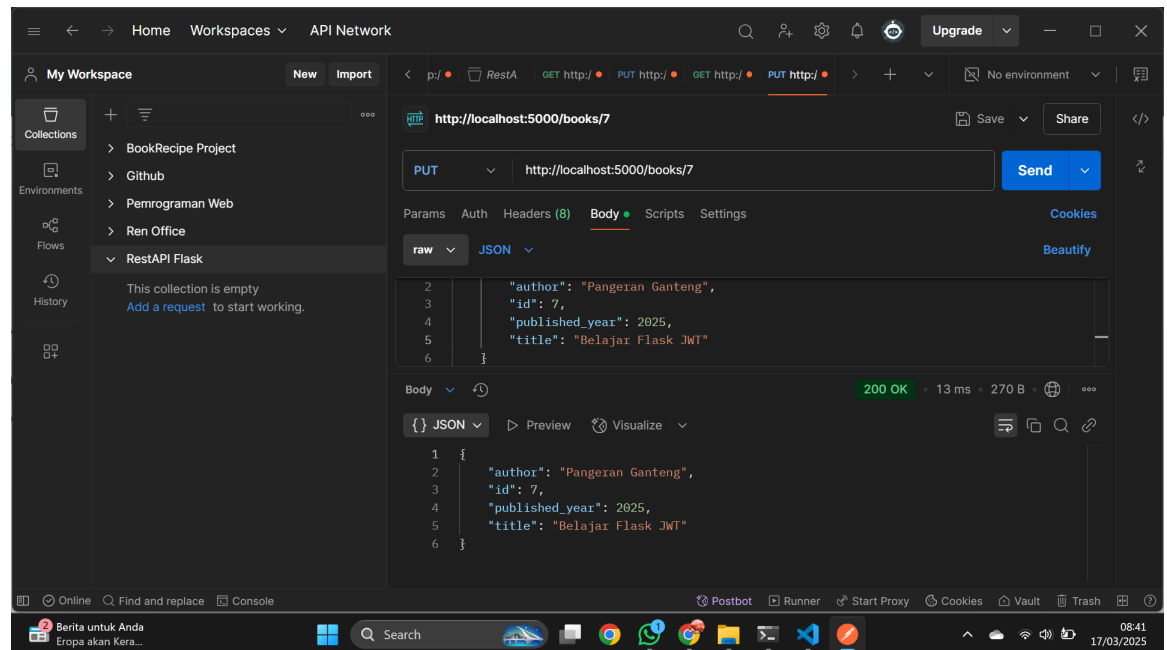 Home Workspaces API Network Upgrade
My Workspace New Import
p:/ RestA GET http:/ PUT http:/ GET http:/ PUT http:/ No environment
Collections
Environments
Flows
History
BookRecipe Project
Github
Pemrograman Web
Ren Office
RestAPI Flask
This collection is empty
Add a request to start working.
HTTP http://localhost:5000/books/7 Save Share
PUT http://localhost:5000/books/7 Send
Params Auth Headers (8) Body Scripts Settings Cookies
raw JSON Beautify
2 "author": "Pangeran Ganteng",
3 "id": 7,
4 "published_year": 2025,
5 "title": "Belajar Flask JWT"
6 }
Body 200 OK 13 ms 270 B
{} JSON Preview Visualize
1 {
2 "author": "Pangeran Ganteng",
3 "id": 7,
4 "published_year": 2025,
5 "title": "Belajar Flask JWT"
6 }
Online Find and replace Console Postbot Runner Start Proxy Cookies Vault Trash
2 Berita untuk Anda
Eropa akan Kera...
Search
1
08:41
17/03/2025